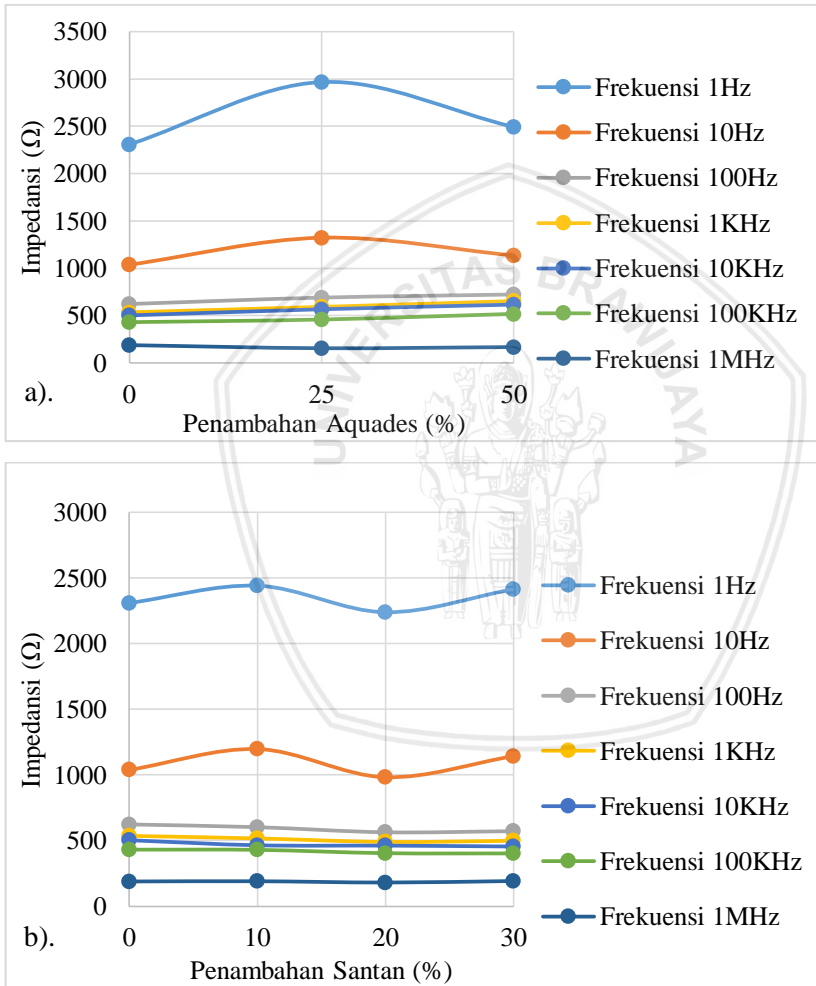 3500
3000
2500
2000
1500
1000
500
0
Impedansi (Ω)
0 25 50
Penambahan Aquades (%)
a).
Frekuensi 1Hz
Frekuensi 10Hz
Frekuensi 100Hz
Frekuensi 1KHz
Frekuensi 10KHz
Frekuensi 100KHz
Frekuensi 1MHz
UNIVERSITAS BRAWIJAYA
3000
2500
2000
1500
1000
500
0
Impedansi (Ω)
0 10 20 30
Penambahan Santan (%)
b).
Frekuensi 1Hz
Frekuensi 10Hz
Frekuensi 100Hz
Frekuensi 1KHz
Frekuensi 10KHz
Frekuensi 100KHz
Frekuensi 1MHz